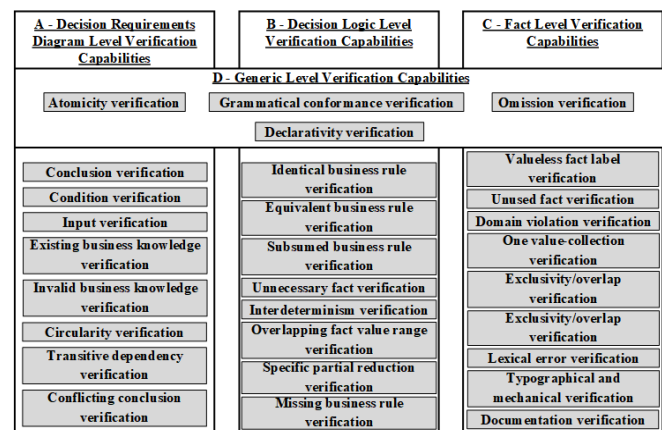 A - Decision Requirements
Diagram Level Verification
Capabilities
B - Decision Logic Level
Verification Capabilities
C - Fact Level Verification
Capabilities
D - Generic Level Verification Capabilities
Atomicity verification
Grammatical conformance verification
Omission verification
Declarativity verification
Conclusion verification
Condition verification
Input verification
Existing business knowledge
verification
Invalid business knowledge
verification
Circularity verification
Transitive dependency
verification
Conflicting conclusion
verification
Identical business rule
verification
Equivalent business rule
verification
Subsumed business rule
verification
Unnecessary fact verification
Interdeterminism verification
Overlapping fact value range
verification
Specific partial reduction
verification
Missing business rule
verification
Valueless fact label
verification
Unused fact verification
Domain violation verification
One value-collection
verification
Exclusivity/overlap
verification
Exclusivity/overlap
verification
Lexical error verification
Typographical and
mechanical verification
Documentation verification